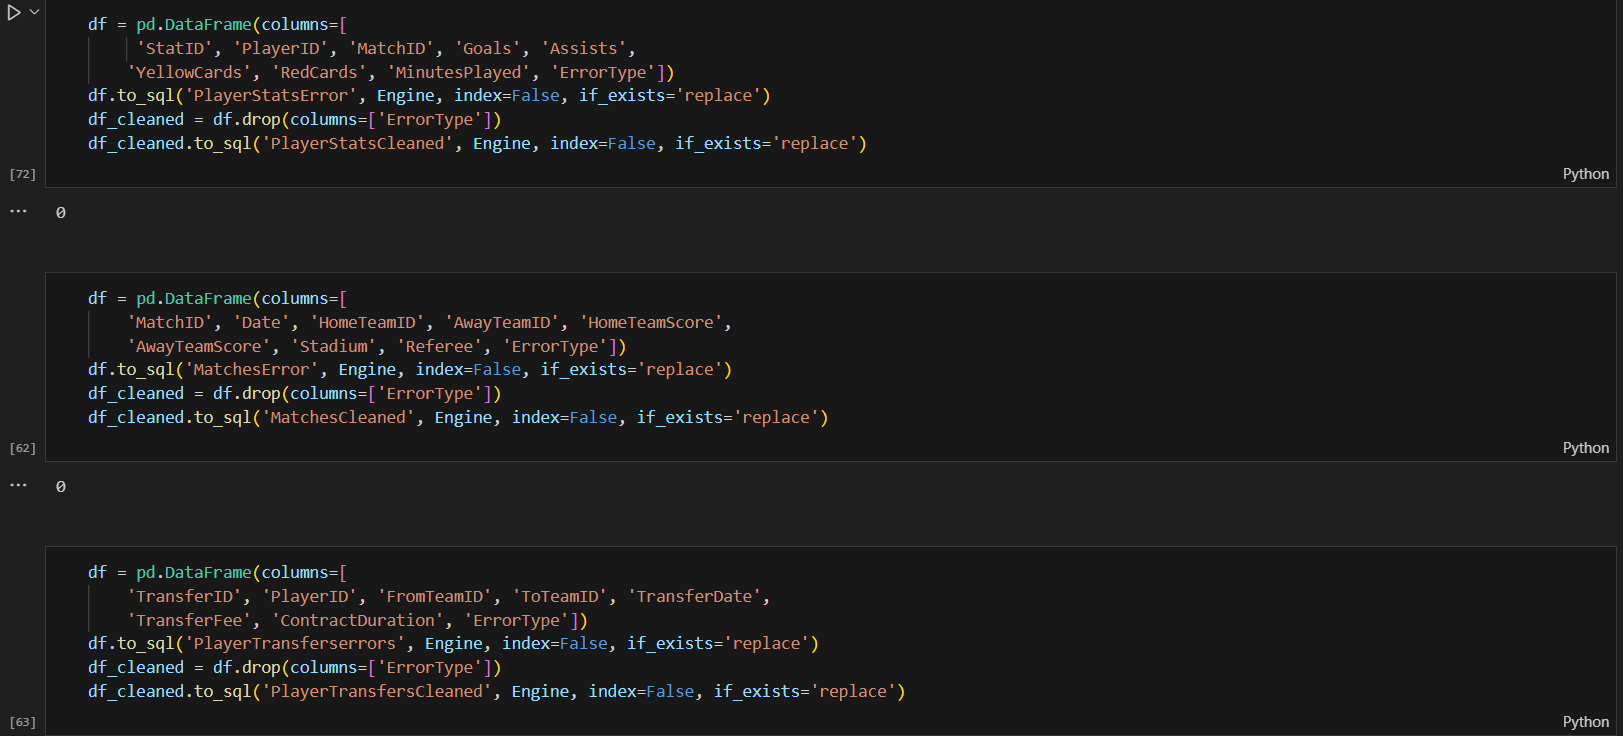 df = pd.DataFrame(columns=[
'StatID', 'PlayerID', 'MatchID', 'Goals', 'Assists',
'YellowCards', 'RedCards', 'MinutesPlayed', 'ErrorType'])
df.to_sql('PlayerStatsError', Engine, index=False, if_exists='replace')
df_cleaned = df.drop(columns=['ErrorType'])
df_cleaned.to_sql('PlayerStatsCleaned', Engine, index=False, if_exists='replace')
[72]
Python
0
df = pd.DataFrame(columns=[
'MatchID', 'Date', 'HomeTeamID', 'AwayTeamID', 'HomeTeamScore',
'AwayTeamScore', 'Stadium', 'Referee', 'ErrorType'])
df.to_sql('MatchesError', Engine, index=False, if_exists='replace')
df_cleaned = df.drop(columns=['ErrorType'])
df_cleaned.to_sql('MatchesCleaned', Engine, index=False, if_exists='replace')
[62]
Python
0
df = pd.DataFrame(columns=[
'TransferID', 'PlayerID', 'FromTeamID', 'ToTeamID', 'TransferDate',
'TransferFee', 'ContractDuration', 'ErrorType'])
df.to_sql('PlayerTransferserrors', Engine, index=False, if_exists='replace')
df_cleaned = df.drop(columns=['ErrorType'])
df_cleaned.to_sql('PlayerTransfersCleaned', Engine, index=False, if_exists='replace')
[63]
Python